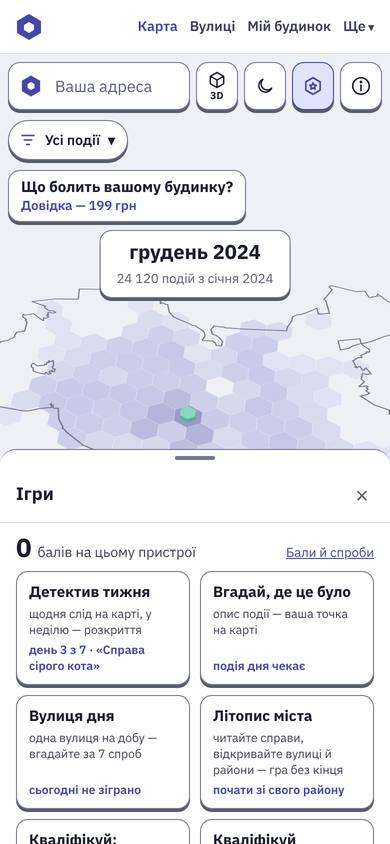 Карта Вулиці Мій будинок Ще ▾
Ваша адреса
3D
Усі події ▾
Що болить вашому будинку?
Довідка — 199 грн
грудень 2024
24 120 подій з січня 2024
Ігри ×
0 балів на цьому пристрої Бали й спроби
Детектив тижня
щодня слід на карті, у
неділю — розкриття
день 3 з 7 · «Справа
сірого кота»
Вгадай, де це було
опис події — ваша точка
на карті
подія дня чекає
Вулиця дня
одна вулиця на добу —
вгадайте за 7 спроб
сьогодні не зіграно
Літопис міста
читайте справи,
відкривайте вулиці й
райони — гра без кінця
почати зі свого району
Кваліфікуй:
Кваліфікуй